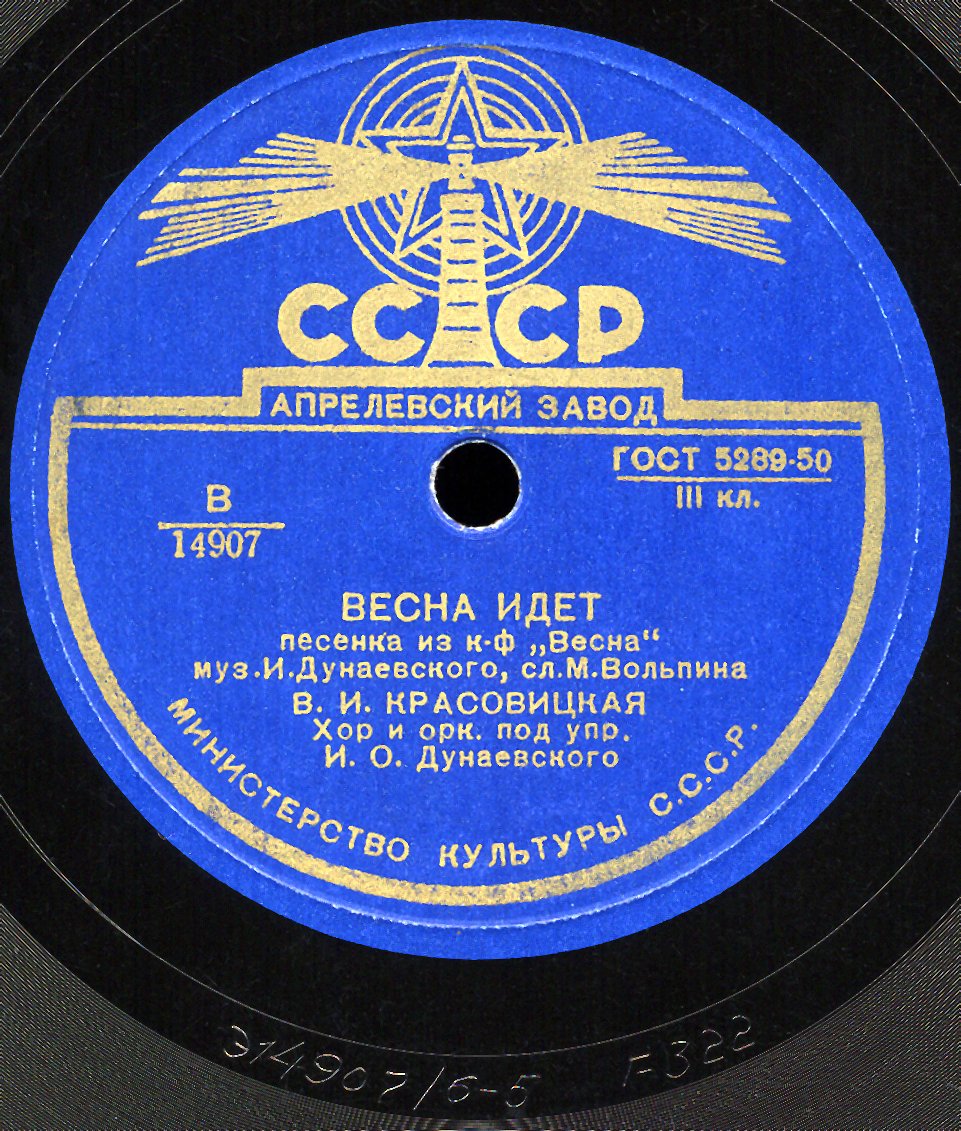 СССР
АПРЕЛЕВСКИЙ ЗАВОД
ГОСТ 5289-50
III кл.
В
14907
ВЕСНА ИДЕТ
песенка из к-ф „Весна“
муз.И.Дунаевского, сл.М.Вольпина
В. И. КРАСОВИЦКАЯ
Хор и орк. под упр.
И. О. Дунаевского
МИНИСТЕРСТВО КУЛЬТУРЫ С.С.С.Р.
Э14907/6-5 F322